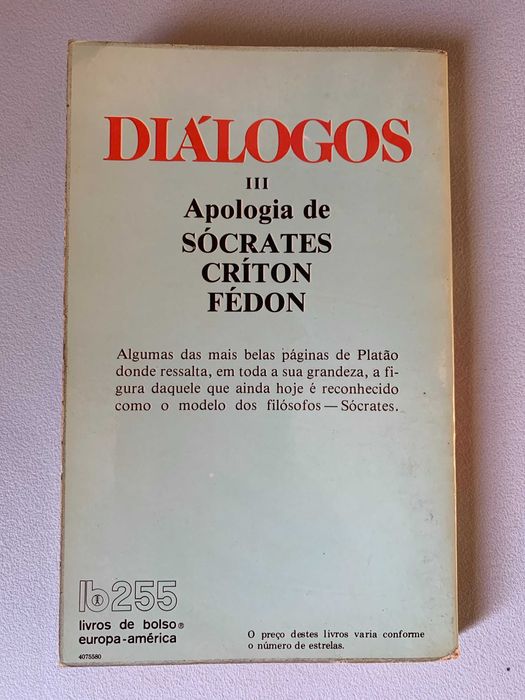 DIÁLOGOS
III
Apologia de
SÓCRATES
CRÍTON
FÉDON
Algumas das mais belas páginas de Platão
donde ressalta, em toda a sua grandeza, a fi-
gura daquele que ainda hoje é reconhecido
como o modelo dos filósofos — Sócrates.
lb255
livros de bolso®
europa-américa
4075580
O preço destes livros varia conforme
o número de estrelas.